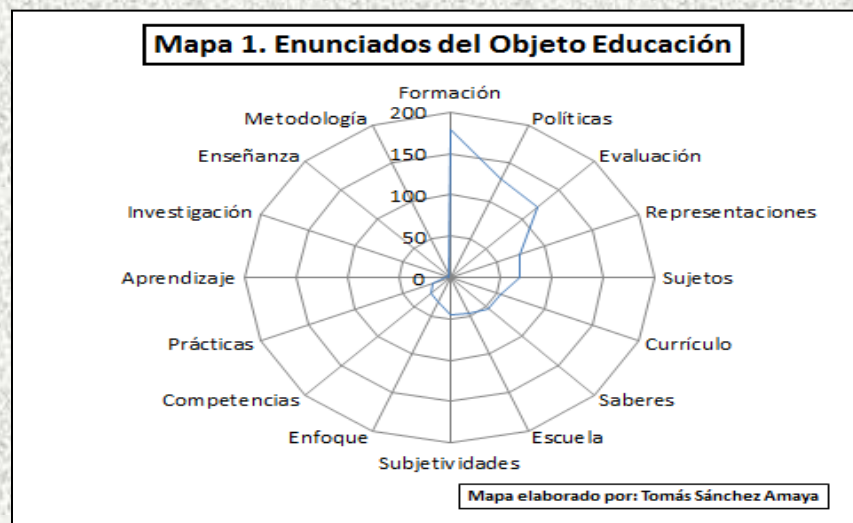 Mapa 1. Enunciados del Objeto Educación
Formación
200
Metodología
Políticas
150
Enseñanza
Evaluación
100
Investigación
Representaciones
50
Aprendizaje
0
Sujetos
Prácticas
Currículo
Competencias
Saberes
Enfoque
Escuela
Subjetividades
Mapa elaborado por: Tomás Sánchez Amaya